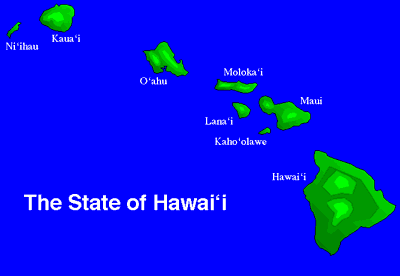 Ni‘ihau
Kaua‘i
O‘ahu
Moloka‘i
Lana‘i
Maui
Kaho‘olawe
Hawai‘i
The State of Hawai‘i